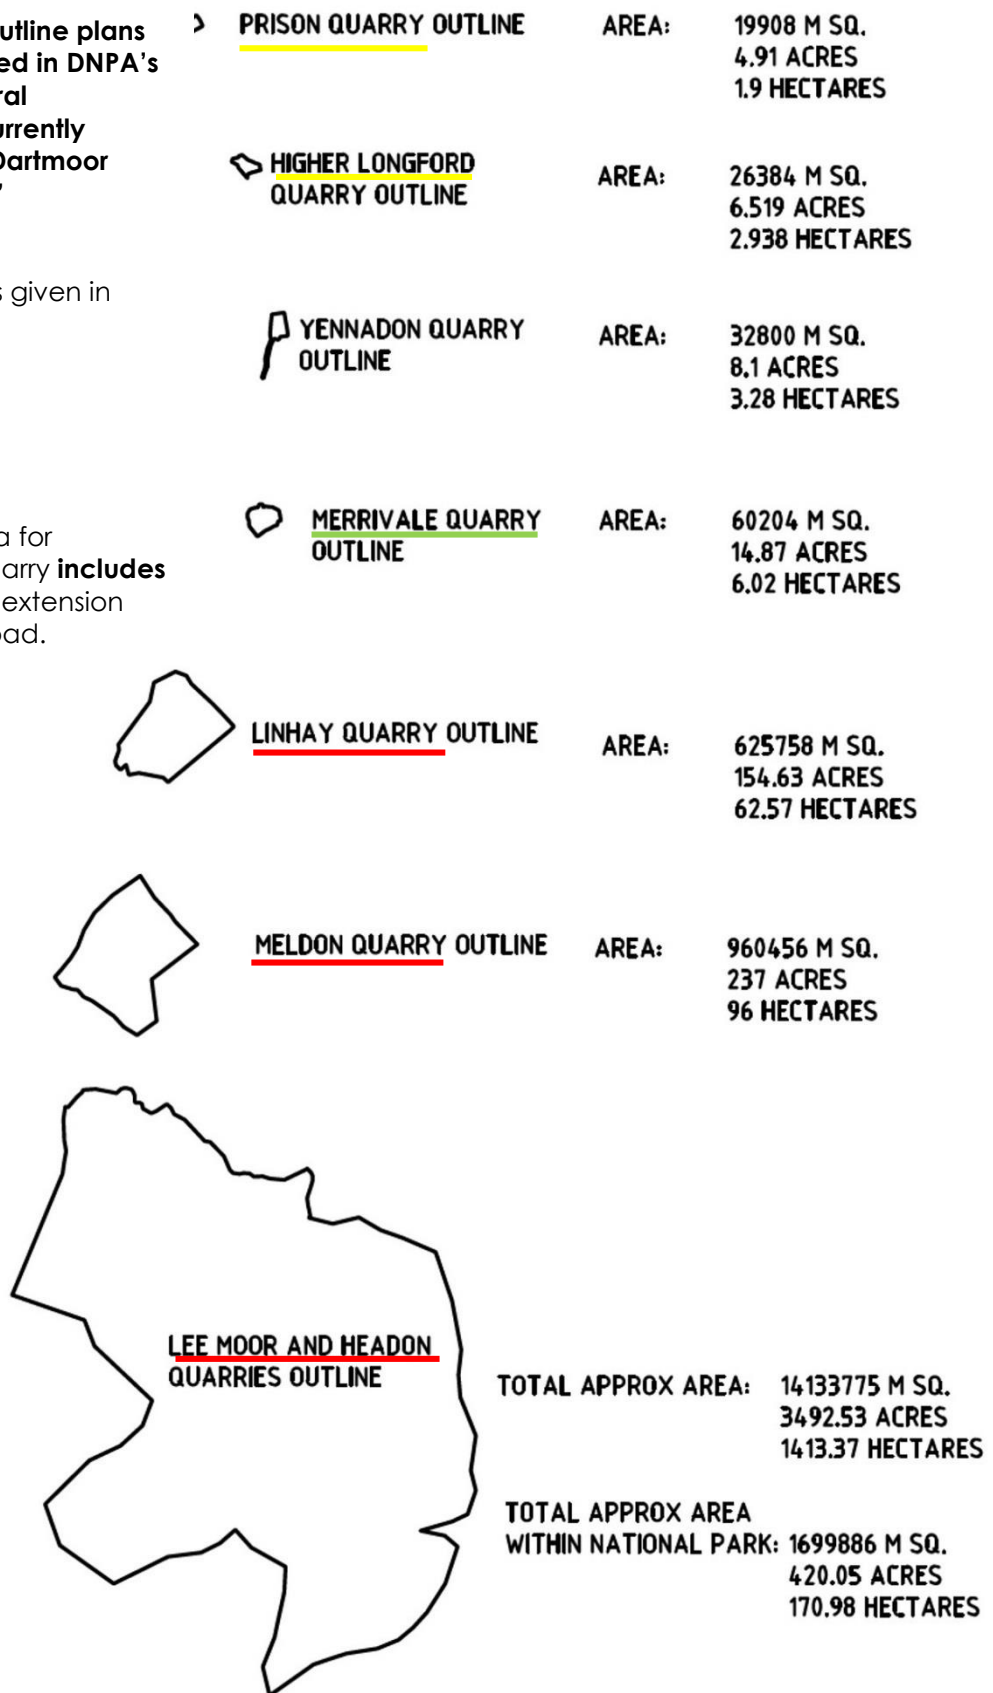 utline plans
ed in DNPA's
ral
urrently
Dartmoor
"
s given in
a for
arry includes
extension
oad.
PRISON QUARRY OUTLINE
AREA:
19908 M SQ.
4.91 ACRES
1.9 HECTARES
HIGHER LONGFORD
QUARRY OUTLINE
AREA:
26384 M SQ.
6.519 ACRES
2.938 HECTARES
YENNADON QUARRY
OUTLINE
AREA:
32800 M SQ.
8.1 ACRES
3.28 HECTARES
MERRIVALE QUARRY
OUTLINE
AREA:
60204 M SQ.
14.87 ACRES
6.02 HECTARES
LINHAY QUARRY OUTLINE
AREA:
625758 M SQ.
154.63 ACRES
62.57 HECTARES
MELDON QUARRY OUTLINE
AREA:
960456 M SQ.
237 ACRES
96 HECTARES
LEE MOOR AND HEADON
QUARRIES OUTLINE
TOTAL APPROX AREA: 14133775 M SQ.
3492.53 ACRES
1413.37 HECTARES
TOTAL APPROX AREA
WITHIN NATIONAL PARK: 1699886 M SQ.
420.05 ACRES
170.98 HECTARES